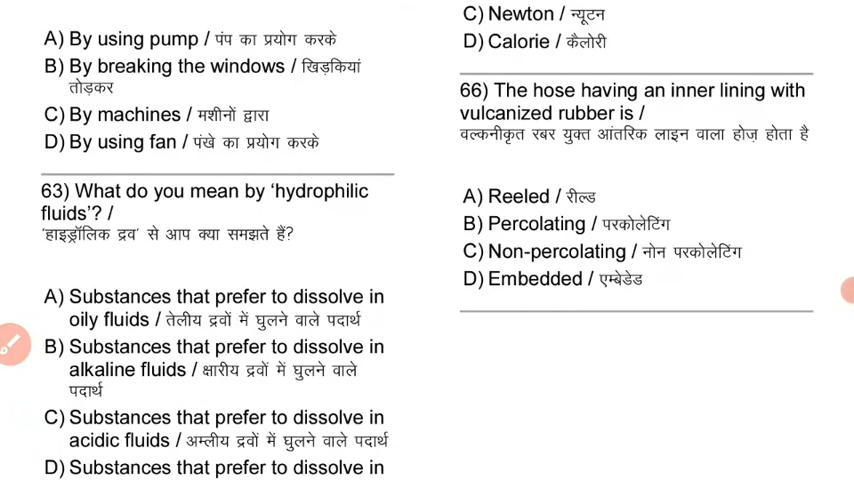 A) By using pump / पंप का प्रयोग करके
B) By breaking the windows / खिड़कियां
तोड़कर
C) By machines / मशीनों द्वारा
D) By using fan / पंखे का प्रयोग करके
63) What do you mean by ‘hydrophilic
fluids’? /
‘हाइड्रॉलिक द्रव’ से आप क्या समझते हैं?
A) Substances that prefer to dissolve in
oily fluids / तेलीय द्रवों में घुलने वाले पदार्थ
B) Substances that prefer to dissolve in
alkaline fluids / क्षारीय द्रवों में घुलने वाले
पदार्थ
C) Substances that prefer to dissolve in
acidic fluids / अम्लीय द्रवों में घुलने वाले पदार्थ
D) Substances that prefer to dissolve in
C) Newton / न्यूटन
D) Calorie / कैलोरी
66) The hose having an inner lining with
vulcanized rubber is /
वल्कनीकृत रबर युक्त आंतरिक लाइन वाला होज़ होता है
A) Reeled / रील्ड
B) Percolating / परकोलेटिंग
C) Non-percolating / नोन परकोलेटिंग
D) Embedded / एम्बेडेड